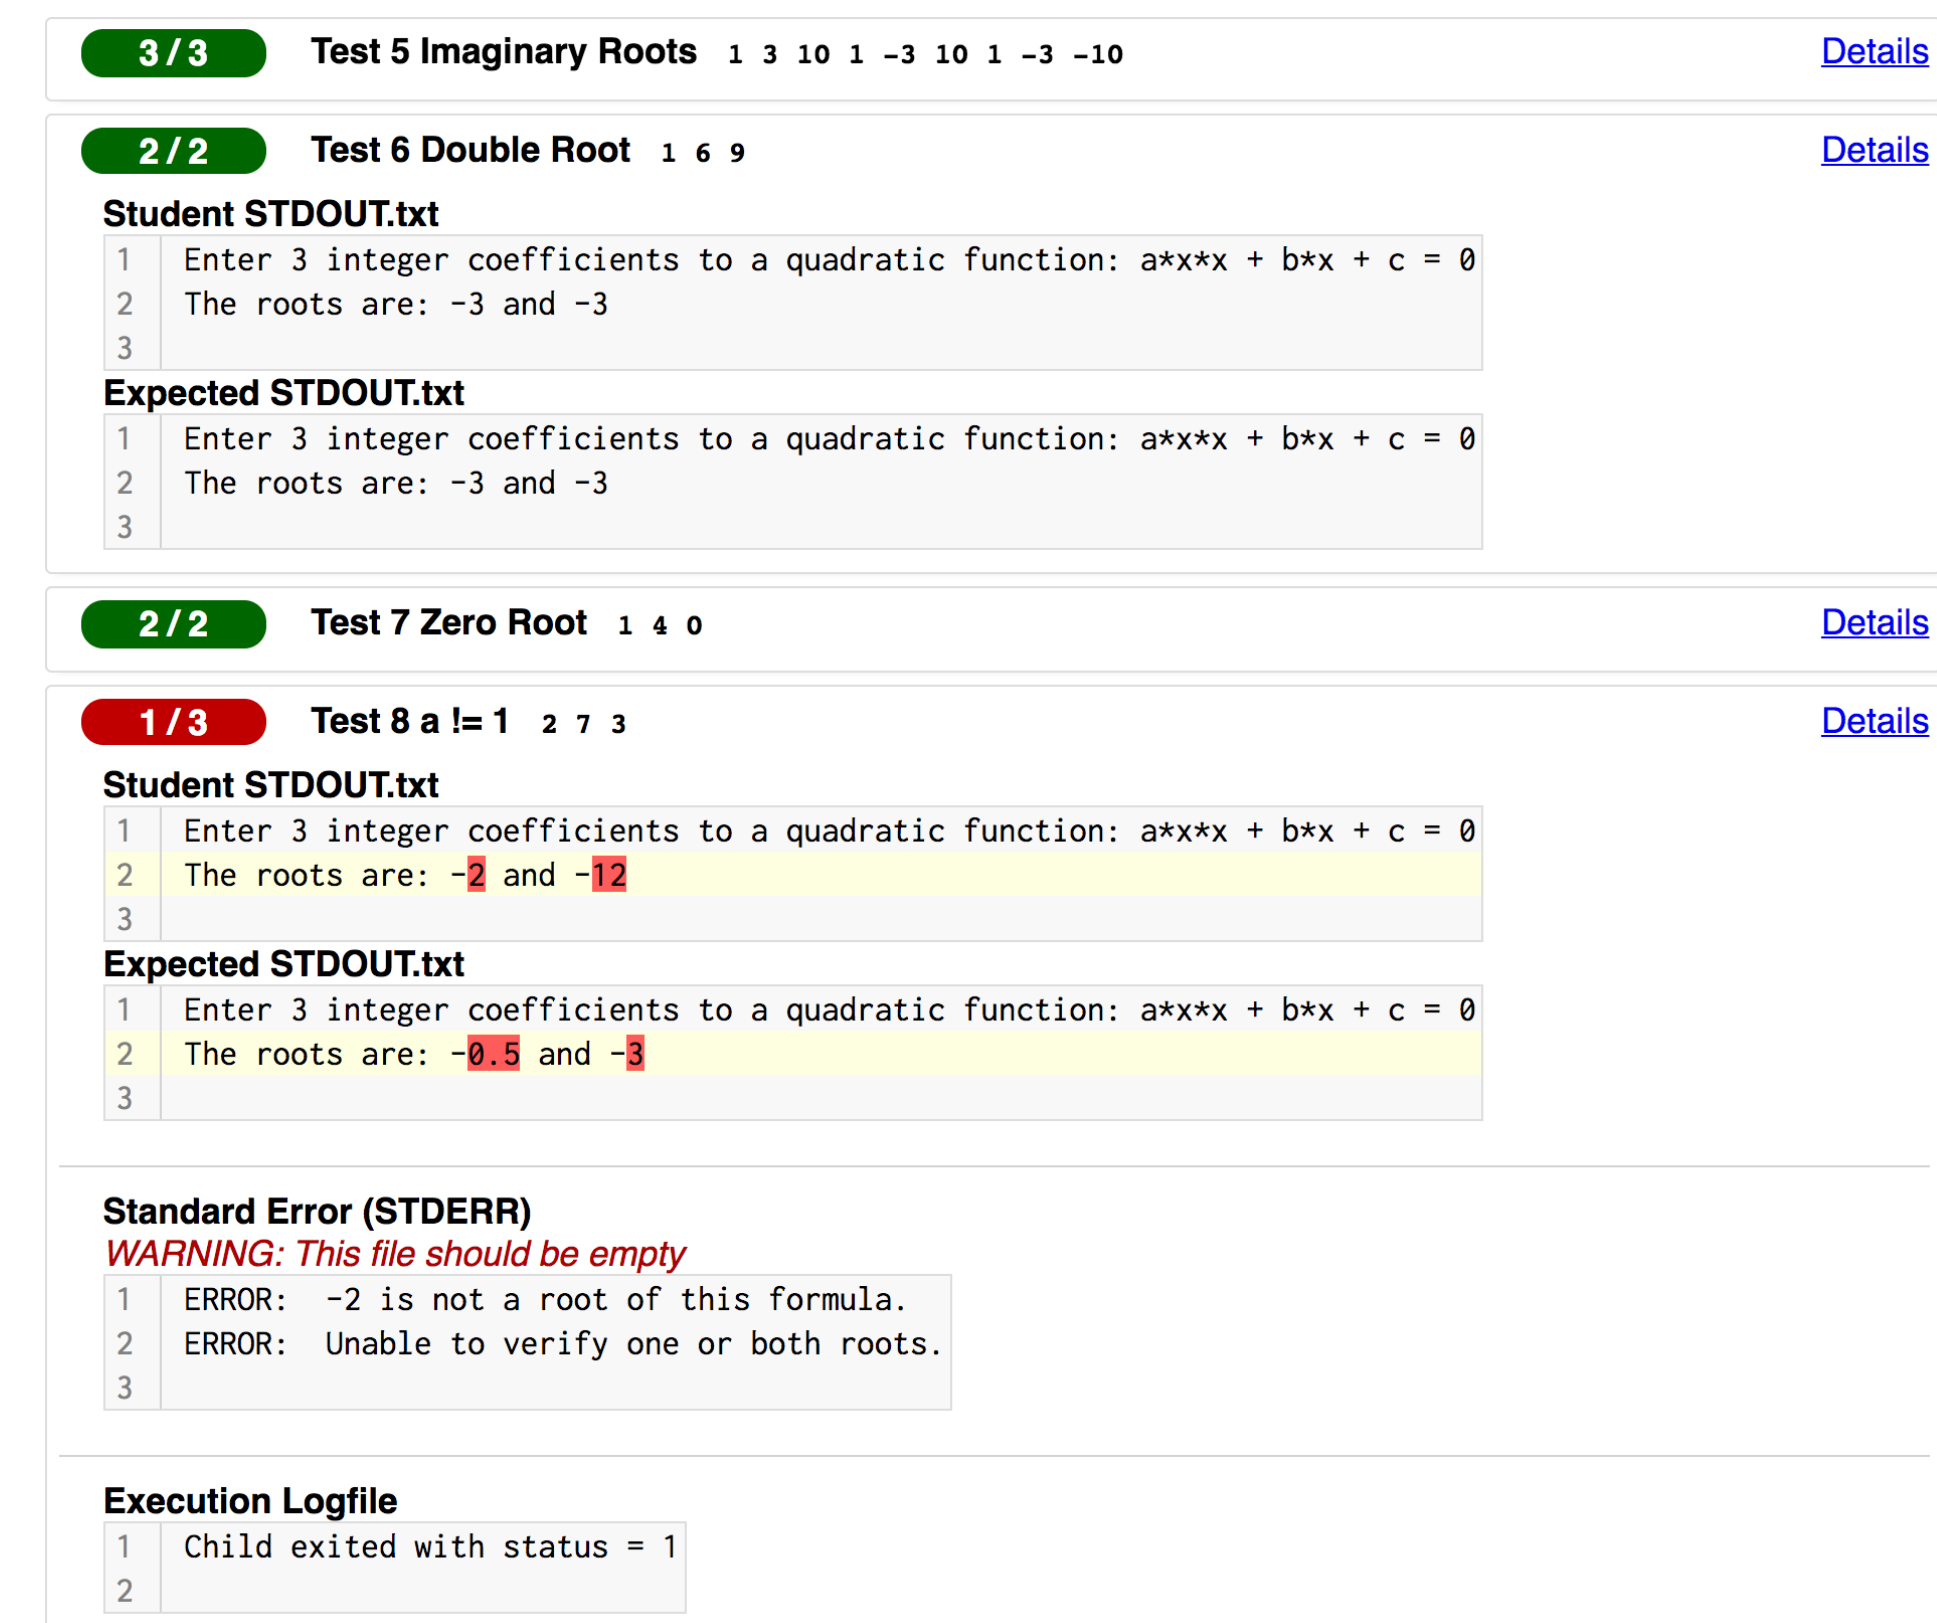 3 / 3 Test 5 Imaginary Roots 1 3 10 1 -3 10 1 -3 -10 Details
2 / 2 Test 6 Double Root 1 6 9 Details
Student STDOUT.txt
1 Enter 3 integer coefficients to a quadratic function: a*x*x + b*x + c = 0
2 The roots are: -3 and -3
3
Expected STDOUT.txt
1 Enter 3 integer coefficients to a quadratic function: a*x*x + b*x + c = 0
2 The roots are: -3 and -3
3
2 / 2 Test 7 Zero Root 1 4 0 Details
1 / 3 Test 8 a != 1 2 7 3 Details
Student STDOUT.txt
1 Enter 3 integer coefficients to a quadratic function: a*x*x + b*x + c = 0
2 The roots are: -2 and -12
3
Expected STDOUT.txt
1 Enter 3 integer coefficients to a quadratic function: a*x*x + b*x + c = 0
2 The roots are: -0.5 and -3
3
Standard Error (STDERR)
WARNING: This file should be empty
1 ERROR:  -2 is not a root of this formula.
2 ERROR:  Unable to verify one or both roots.
3
Execution Logfile
1 Child exited with status = 1
2